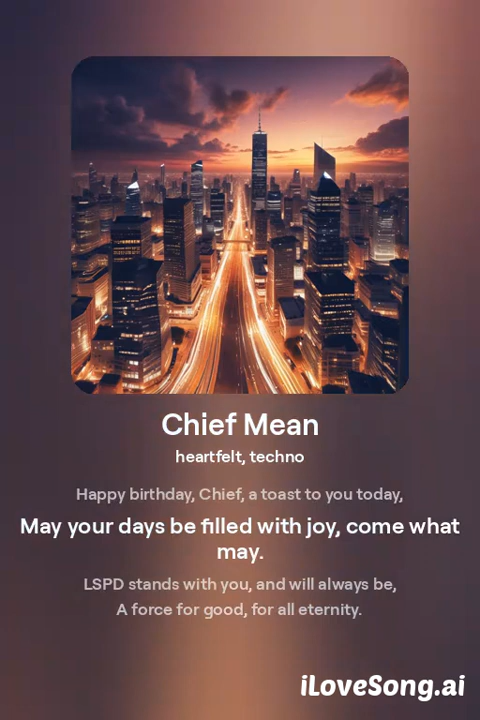 Chief Mean
heartfelt, techno
Happy birthday, Chief, a toast to you today,
May your days be filled with joy, come what
may.
LSPD stands with you, and will always be,
A force for good, for all eternity.
iLoveSong.ai